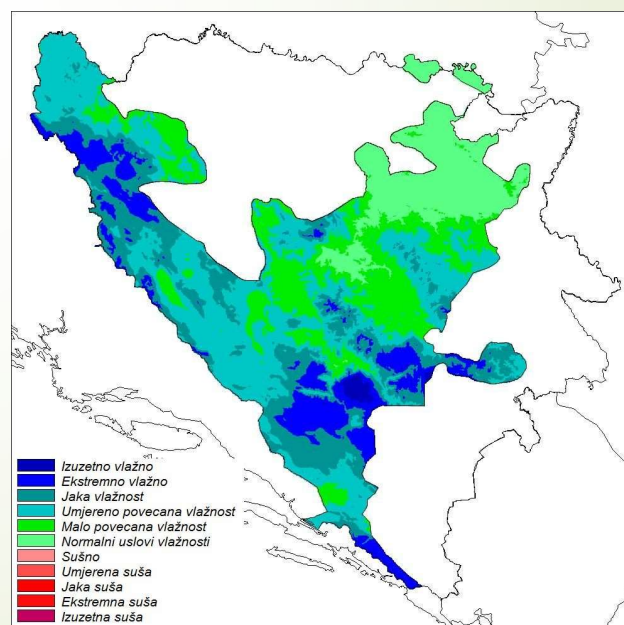 Izuzetno vlažno
Ekstremno vlažno
Jaka vlažnost
Umjereno povecana vlažnost
Malo povecana vlažnost
Normalni uslovi vlažnosti
Sušno
Umjerena suša
Jaka suša
Ekstremna suša
Izuzetna suša